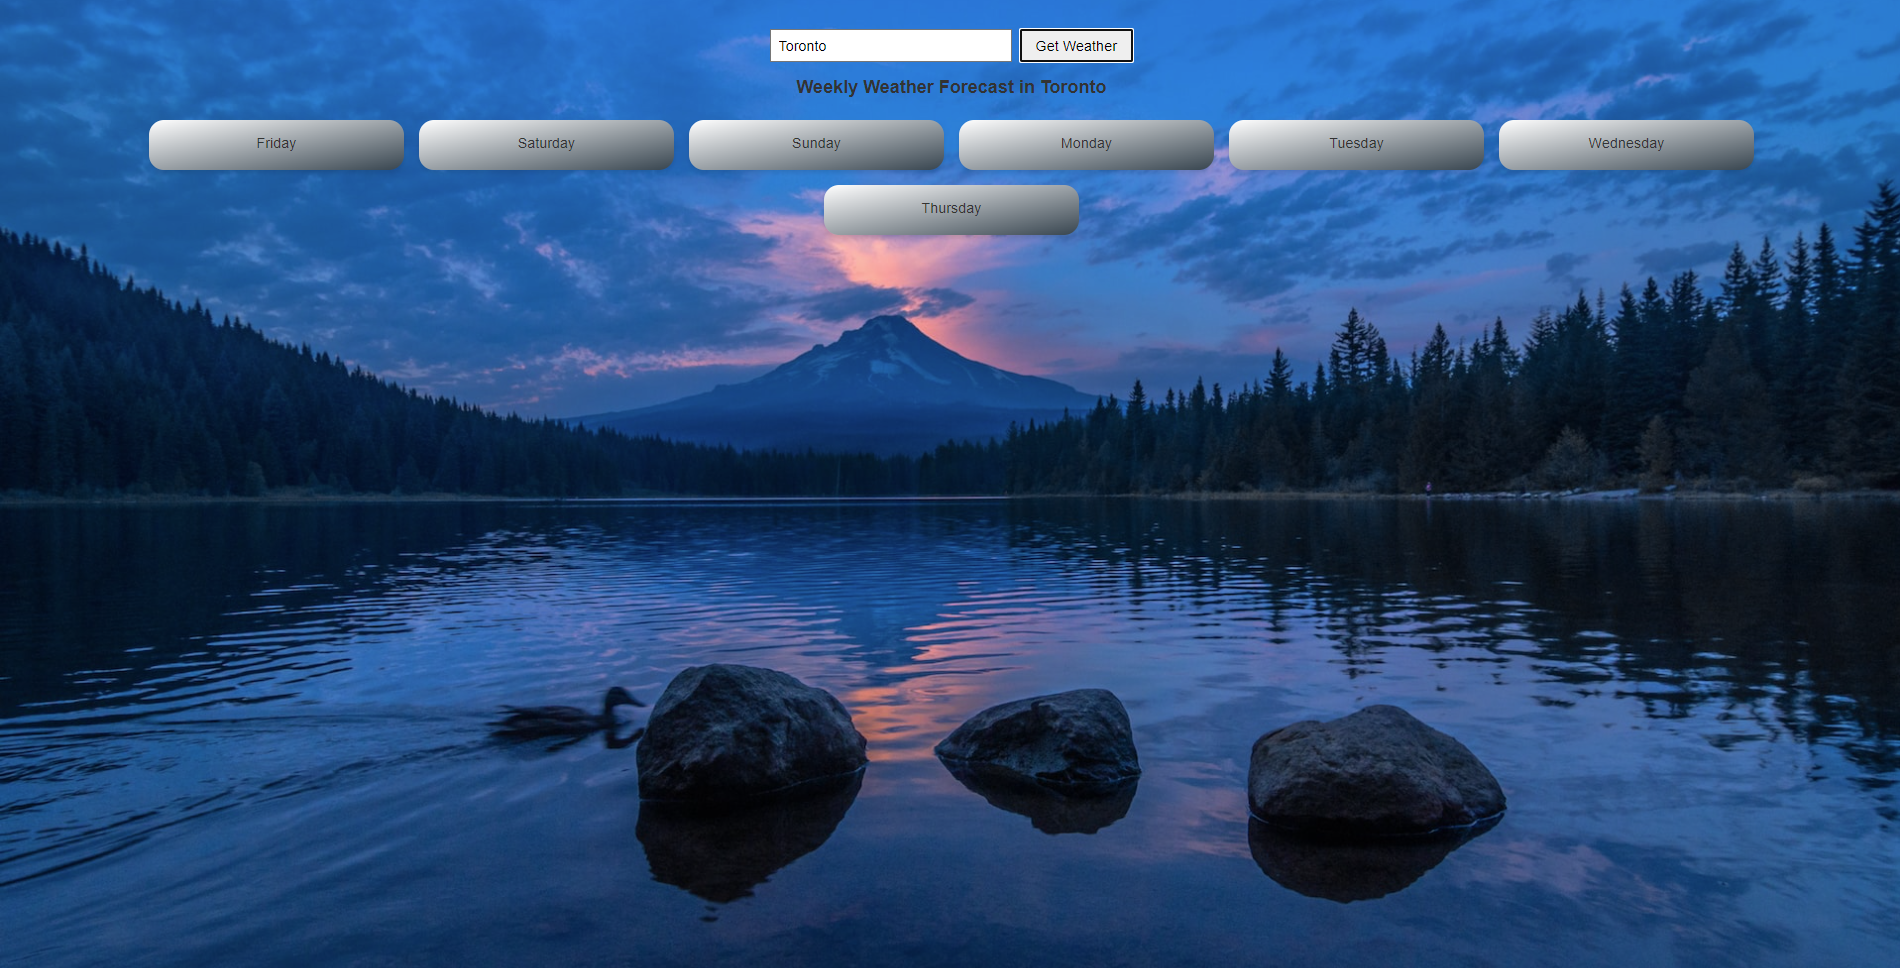 Toronto
Get Weather
Weekly Weather Forecast in Toronto
Friday
Saturday
Sunday
Monday
Tuesday
Wednesday
Thursday